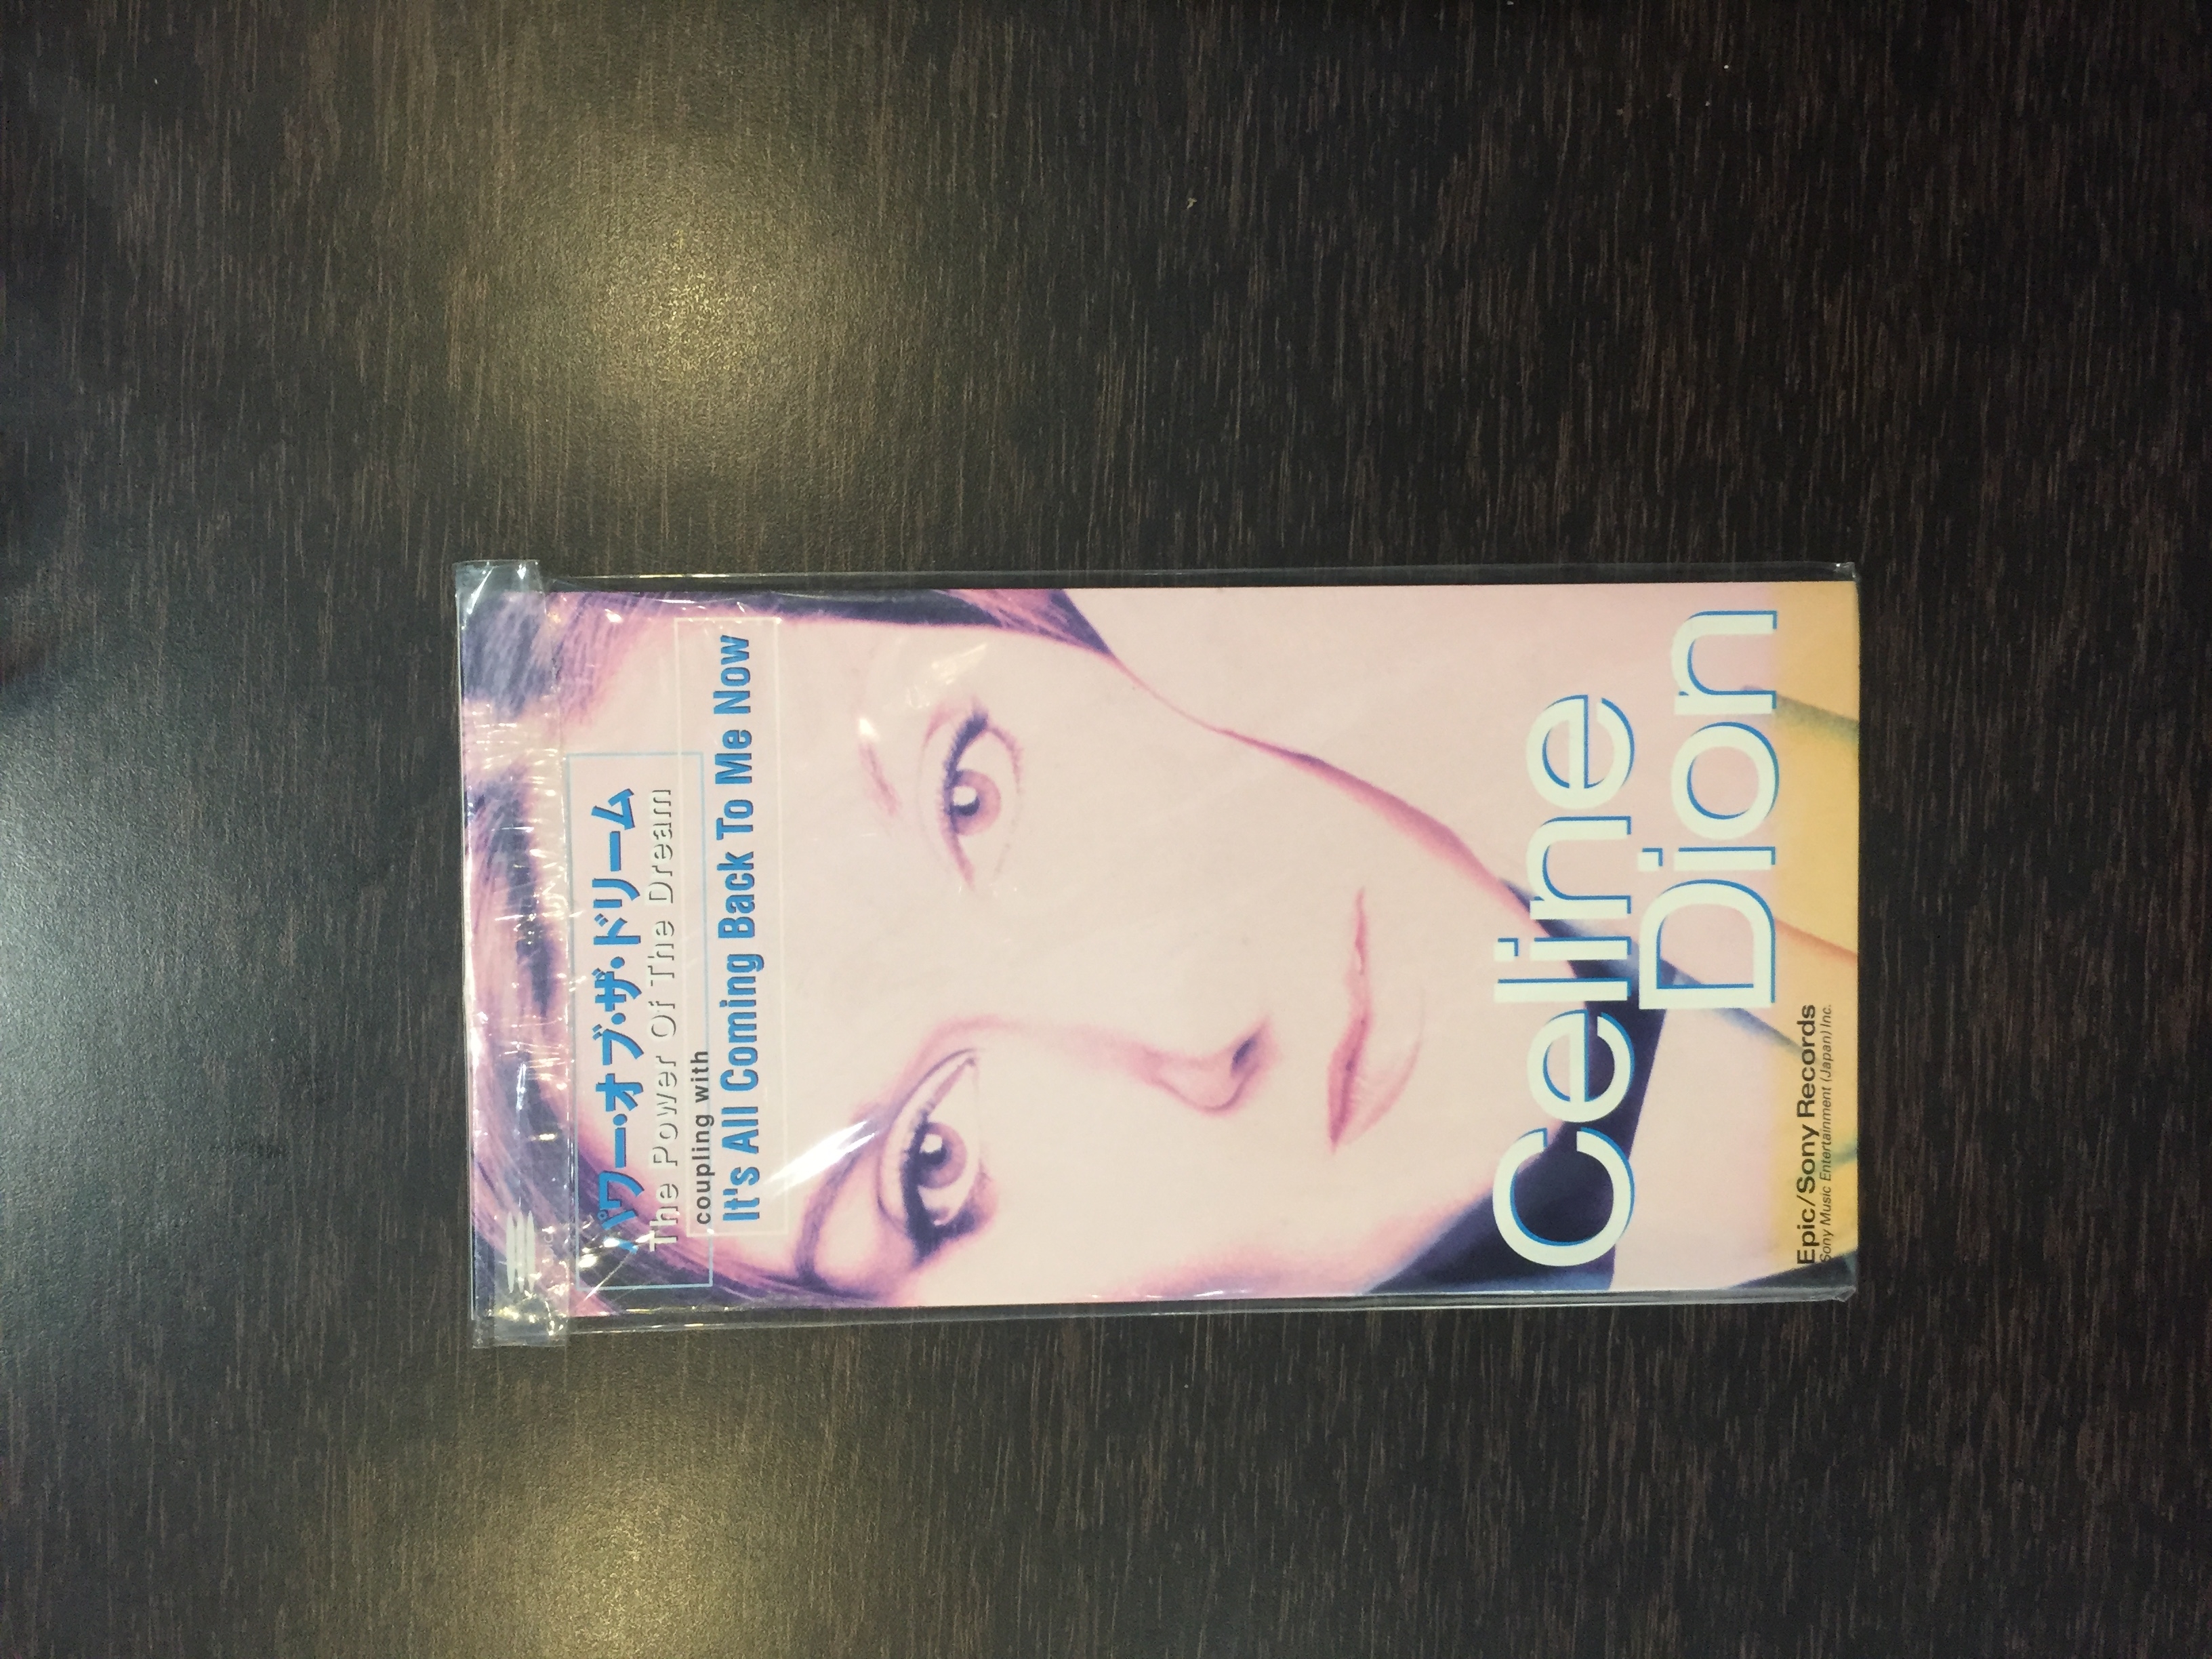 パワー・オブ・ザ・ドリーム
The Power Of The Dream
coupling with
It's All Coming Back To Me Now
Celine
Dion
Epic/Sony Records
Sony Music Entertainment (Japan) Inc.